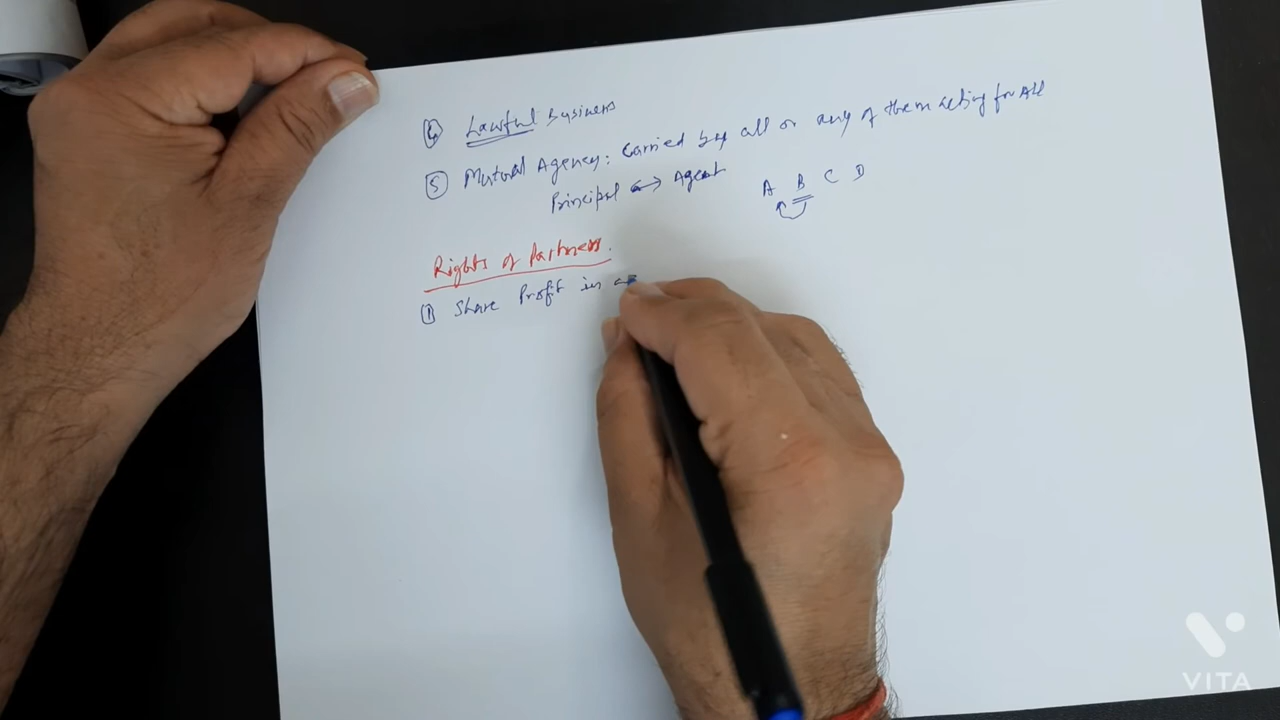 ④ Lawful Business
⑤ Mutual Agency: Carried by all or any of them acting for All
Principal ↔ Agent
A B C D
Rights of Partners.
① Share Profit in
VITA